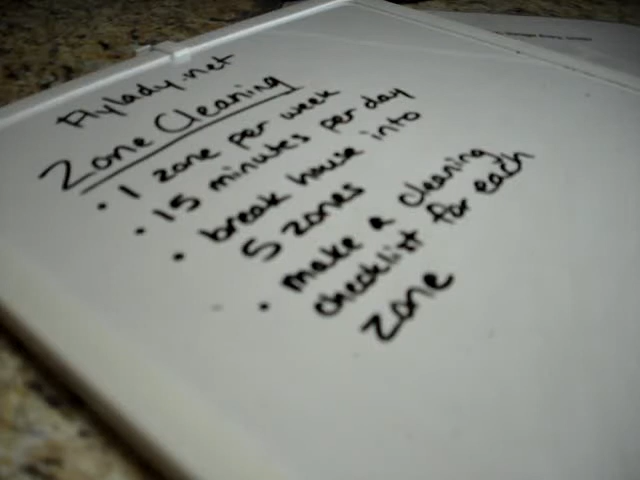 Flylady.net
Zone Cleaning
• 1 zone per week
• 15 minutes per day
• break house into
5 zones
• make a cleaning
checklist for each
zone